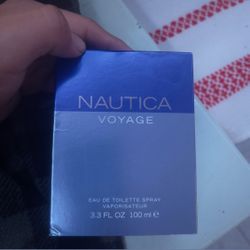 NAUTICA
VOYAGE
EAU DE TOILETTE SPRAY
VAPORISATEUR
3.3 FL OZ 100 ml ℮